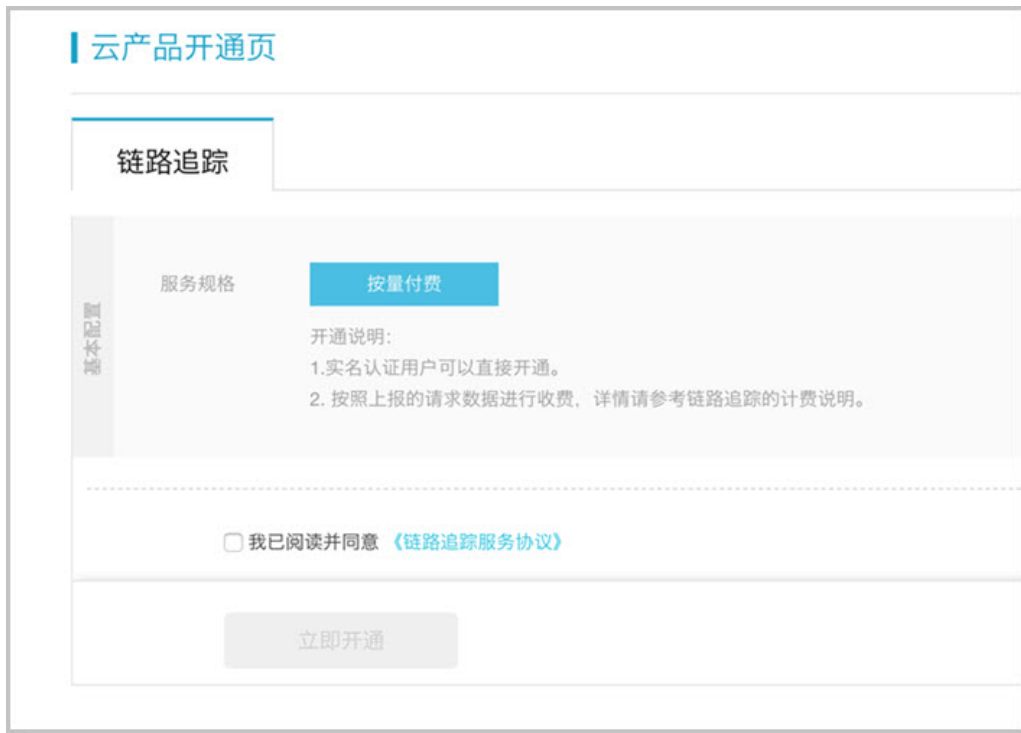 云产品开通页
链路追踪
基本配置
服务规格
按量付费
开通说明:
1.实名认证用户可以直接开通。
2. 按照上报的请求数据进行收费，详情请参考链路追踪的计费说明。
我已阅读并同意 《链路追踪服务协议》
立即开通